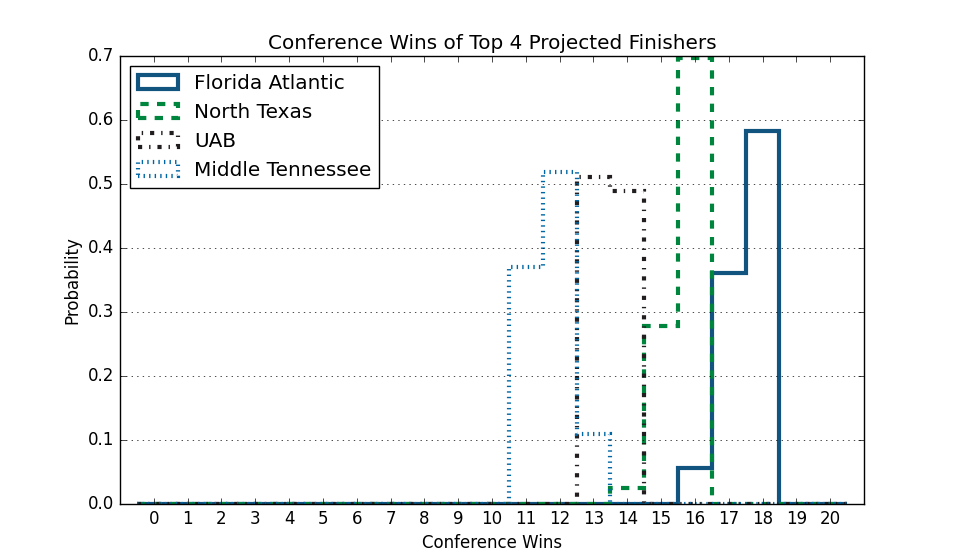 Conference Wins of Top 4 Projected Finishers
0.7
0.6
0.5
0.4
0.3
0.2
0.1
0.0
Probability
Florida Atlantic
North Texas
UAB
Middle Tennessee
0 1 2 3 4 5 6 7 8 9 10 11 12 13 14 15 16 17 18 19 20
Conference Wins